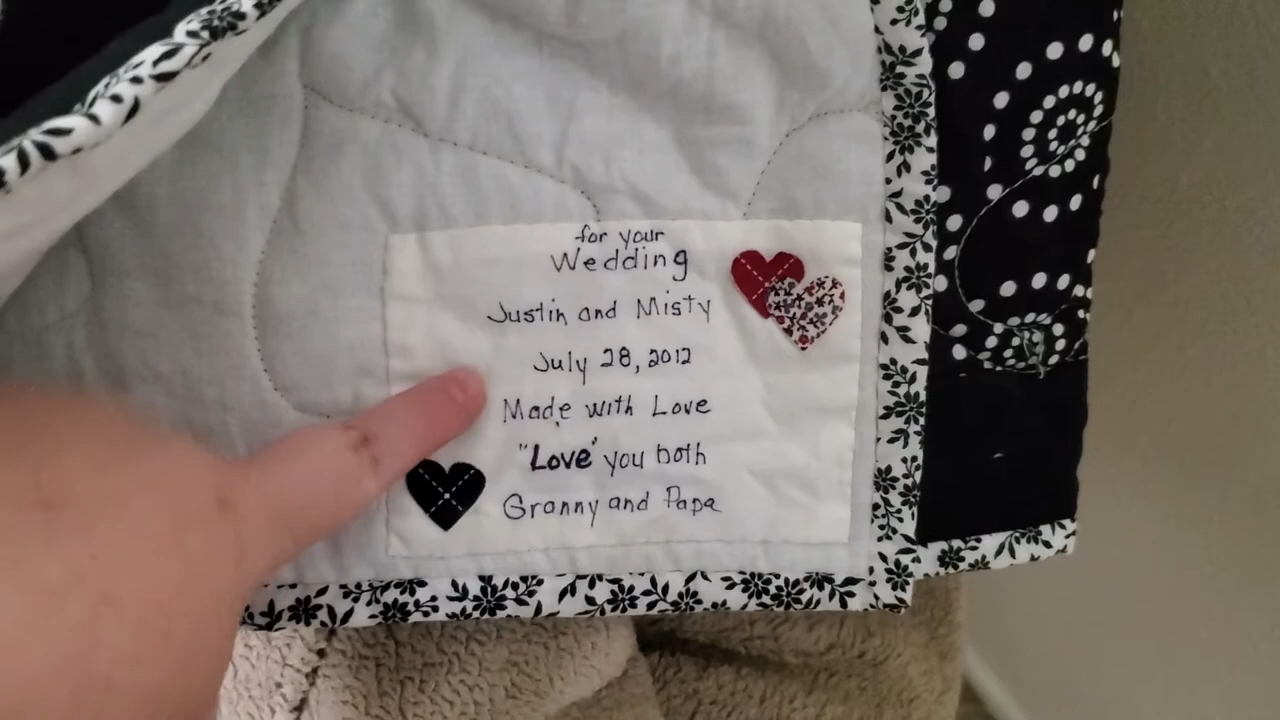 for your
Wedding
Justin and Misty
July 28, 2012
Made with Love
"Love" you both
Granny and Papa